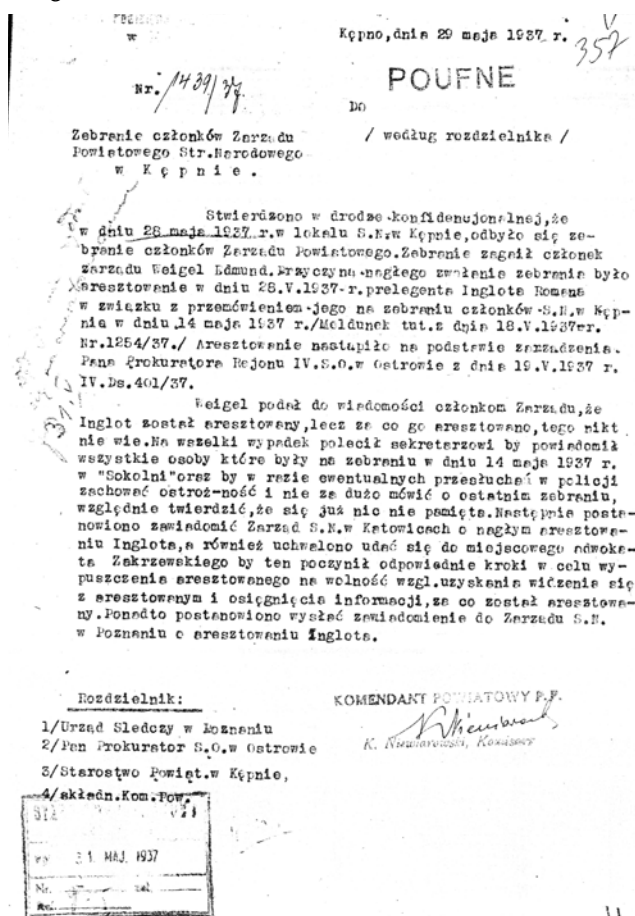 w
Kępno,dnia 29 maja 1937 r.
357
Nr. 1439/37
POUFNE
DO
Zebranie członków Zarządu
/ według rozdzielnika /
Powiatowego Str.Narodowego
w Kępnie.
Stwierdzono w drodze konfidencjonalnej,że
w dniu 28 maja 1937 r.w lokalu S.N.w Kępnie,odbyło się ze-
branie członków Zarządu Powiatowego.Zebranie zagaił członek
zarządu Weigel Edmund.Przyczyną nagłego zwołania zebrania było
aresztowanie w dniu 28.V.1937-r.prelegenta Inglota Romana
w związku z przemówieniem jego na zebraniu członków S.N.w Kęp-
nie w dniu 14 maja 1937 r./Meldunek tut.z dnia 18.V.1937r.
Nr.1254/37./ Aresztowanie nastąpiło na podstawie zarządzenia
Pana Prokuratora Rejonu IV.S.O.w Ostrowie z dnia 19.V.1937 r.
IV.Ds.401/37.
Weigel podał do wiadomości członkom Zarządu,że
Inglot został aresztowany,lecz za co go aresztowano,tego nikt
nie wie.Na wszelki wypadek polecił sekretarzowi by powiadomił
wszystkie osoby które były na zebraniu w dniu 14 maja 1937 r.
w "Sokolni"oraz by w razie ewentualnych przesłuchań w policji
zachować ostroż-ność i nie za dużo mówić o ostatnim zebraniu,
względnie twierdzić,że się już nic nie pamięta.Następnie posta-
nowiono zawiadomić Zarząd S.N.w Katowicach o nagłym aresztowa-
niu Inglota,a również uchwalono udać się do miejscowego adwoka-
ta Zakrzewskiego by ten poczynił odpowiednie kroki w celu wy-
puszczenia aresztowanego na wolność wzgl.uzyskania widzenia się
z aresztowanym i osięgnięcia informacji,za co został aresztowa-
ny.Ponadto postanowiono wysłać zawiadomienie do Zarządu S.N.
w Poznaniu o aresztowaniu Inglota.
Rozdzielnik:
KOMENDANT POWIATOWY P.P.
1/Urząd Sledczy w Poznaniu
2/Pan Prokurator S.O.w Ostrowie
K. Niewiarowski, Komisarz
3/Starostwo Powiat.w Kępnie,
4/składn.Kom.Pow.
31. MAJ. 1937
Nr. zał.